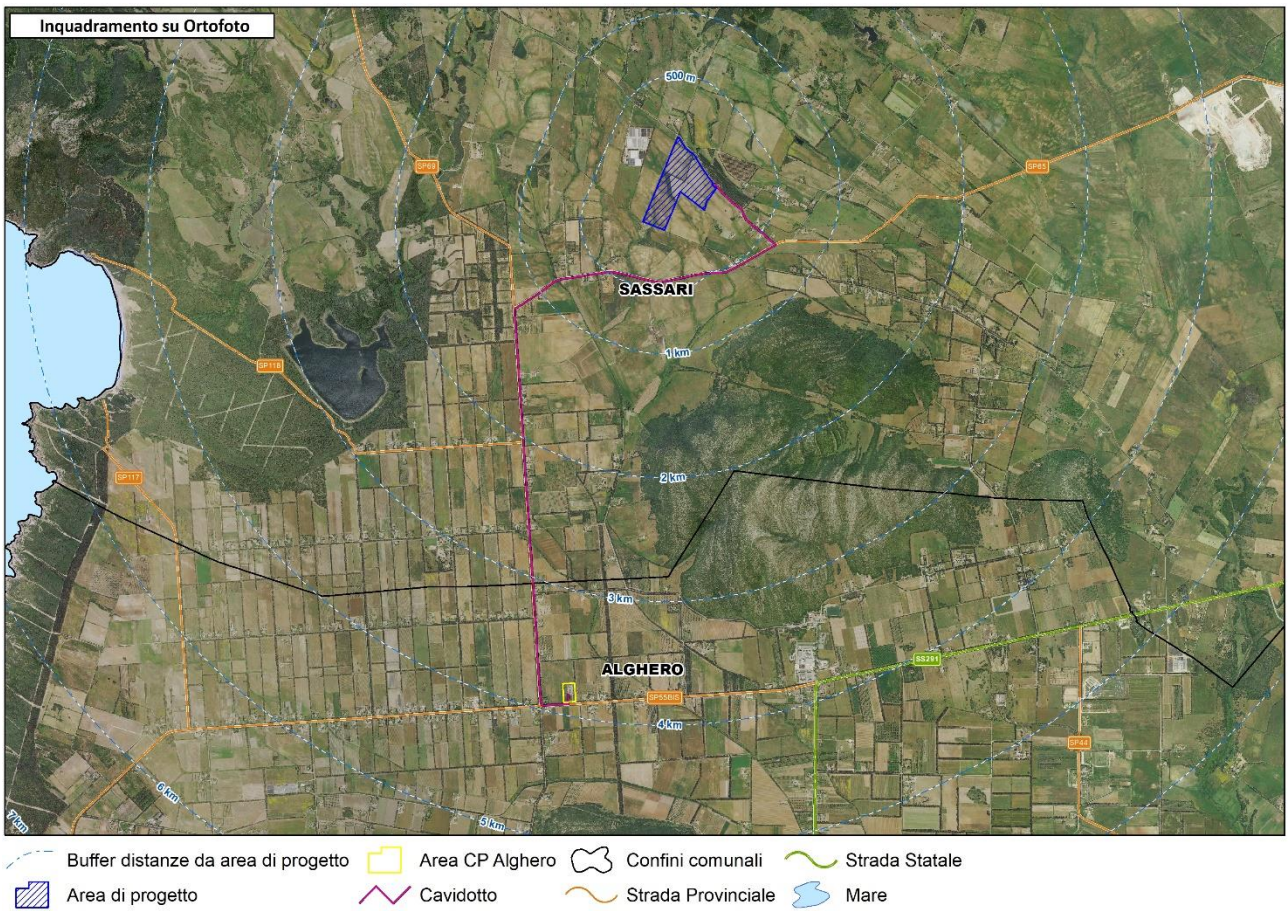 Inquadramento su Ortofoto
500 m
SP69
SP65
SASSARI
1 km
SP118
2 km
SP117
3 km
ALGHERO
SS291
SP55BIS
4 km
SP44
6 km
5 km
7 km
Buffer distanze da area di progetto
Area CP Alghero
Confini comunali
Strada Statale
Area di progetto
Cavidotto
Strada Provinciale
Mare